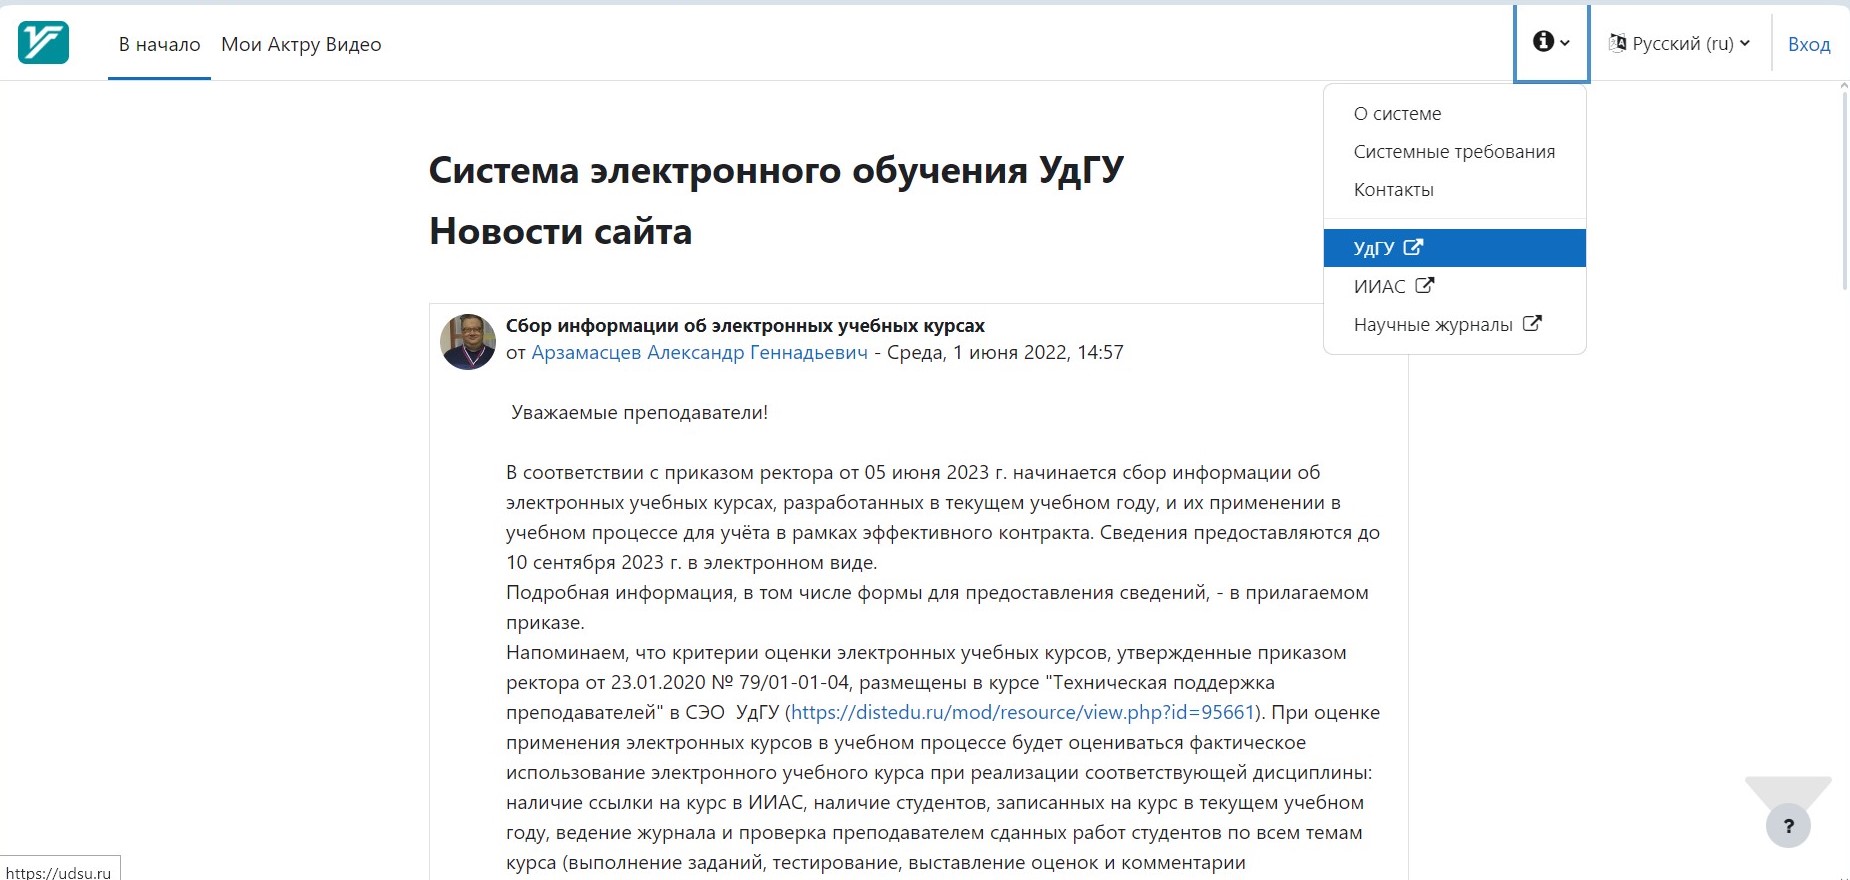 В начало Мои Актру Видео Русский (ru) Вход
О системе
Системные требования
Контакты
УдГУ
ИИАС
Научные журналы
Система электронного обучения УдГУ
Новости сайта
Сбор информации об электронных учебных курсах
от Арзамасцев Александр Геннадьевич - Среда, 1 июня 2022, 14:57
Уважаемые преподаватели!
В соответствии с приказом ректора от 05 июня 2023 г. начинается сбор информации об
электронных учебных курсах, разработанных в текущем учебном году, и их применении в
учебном процессе для учёта в рамках эффективного контракта. Сведения предоставляются до
10 сентября 2023 г. в электронном виде.
Подробная информация, в том числе формы для предоставления сведений, - в прилагаемом
приказе.
Напоминаем, что критерии оценки электронных учебных курсов, утвержденные приказом
ректора от 23.01.2020 № 79/01-01-04, размещены в курсе "Техническая поддержка
преподавателей" в СЭО УдГУ (https://distedu.ru/mod/resource/view.php?id=95661). При оценке
применения электронных курсов в учебном процессе будет оцениваться фактическое
использование электронного учебного курса при реализации соответствующей дисциплины:
наличие ссылки на курс в ИИАС, наличие студентов, записанных на курс в текущем учебном
году, ведение журнала и проверка преподавателем сданных работ студентов по всем темам
курса (выполнение заданий, тестирование, выставление оценок и комментарии
?
https://udsu.ru